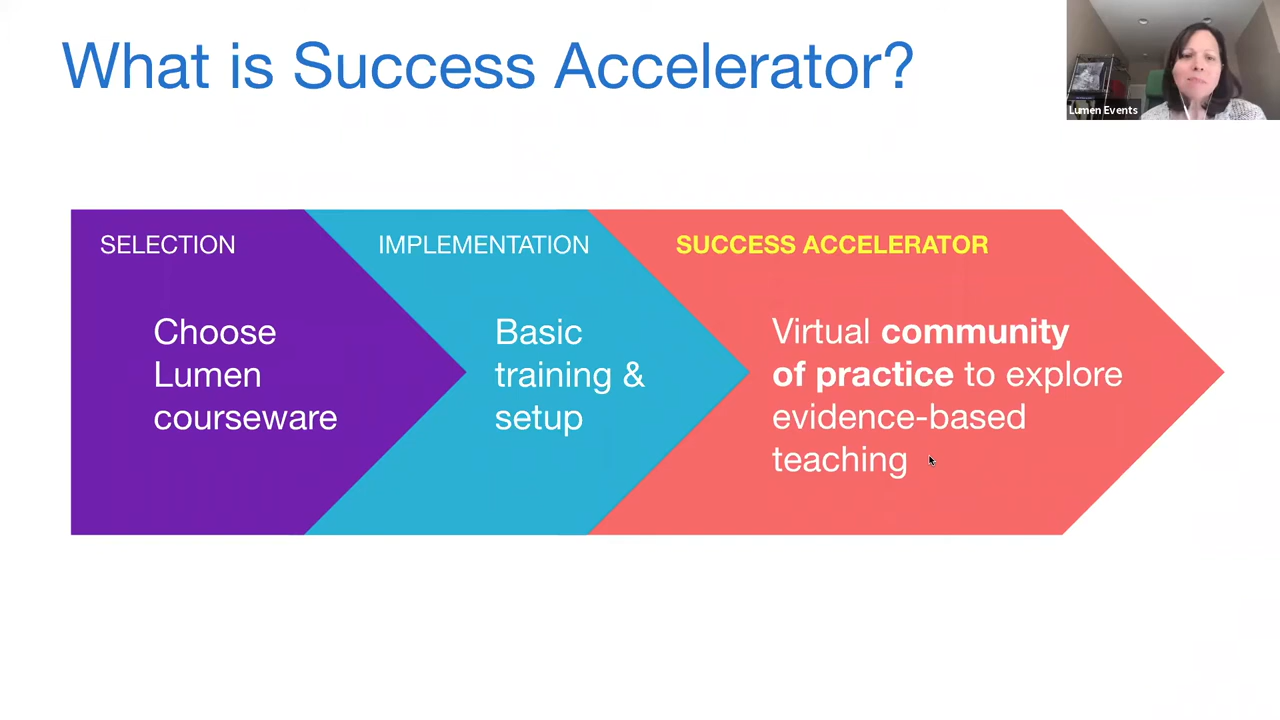 What is Success Accelerator?
Lumen Events
SELECTION
Choose
Lumen
courseware
IMPLEMENTATION
Basic
training &
setup
SUCCESS ACCELERATOR
Virtual community
of practice to explore
evidence-based
teaching